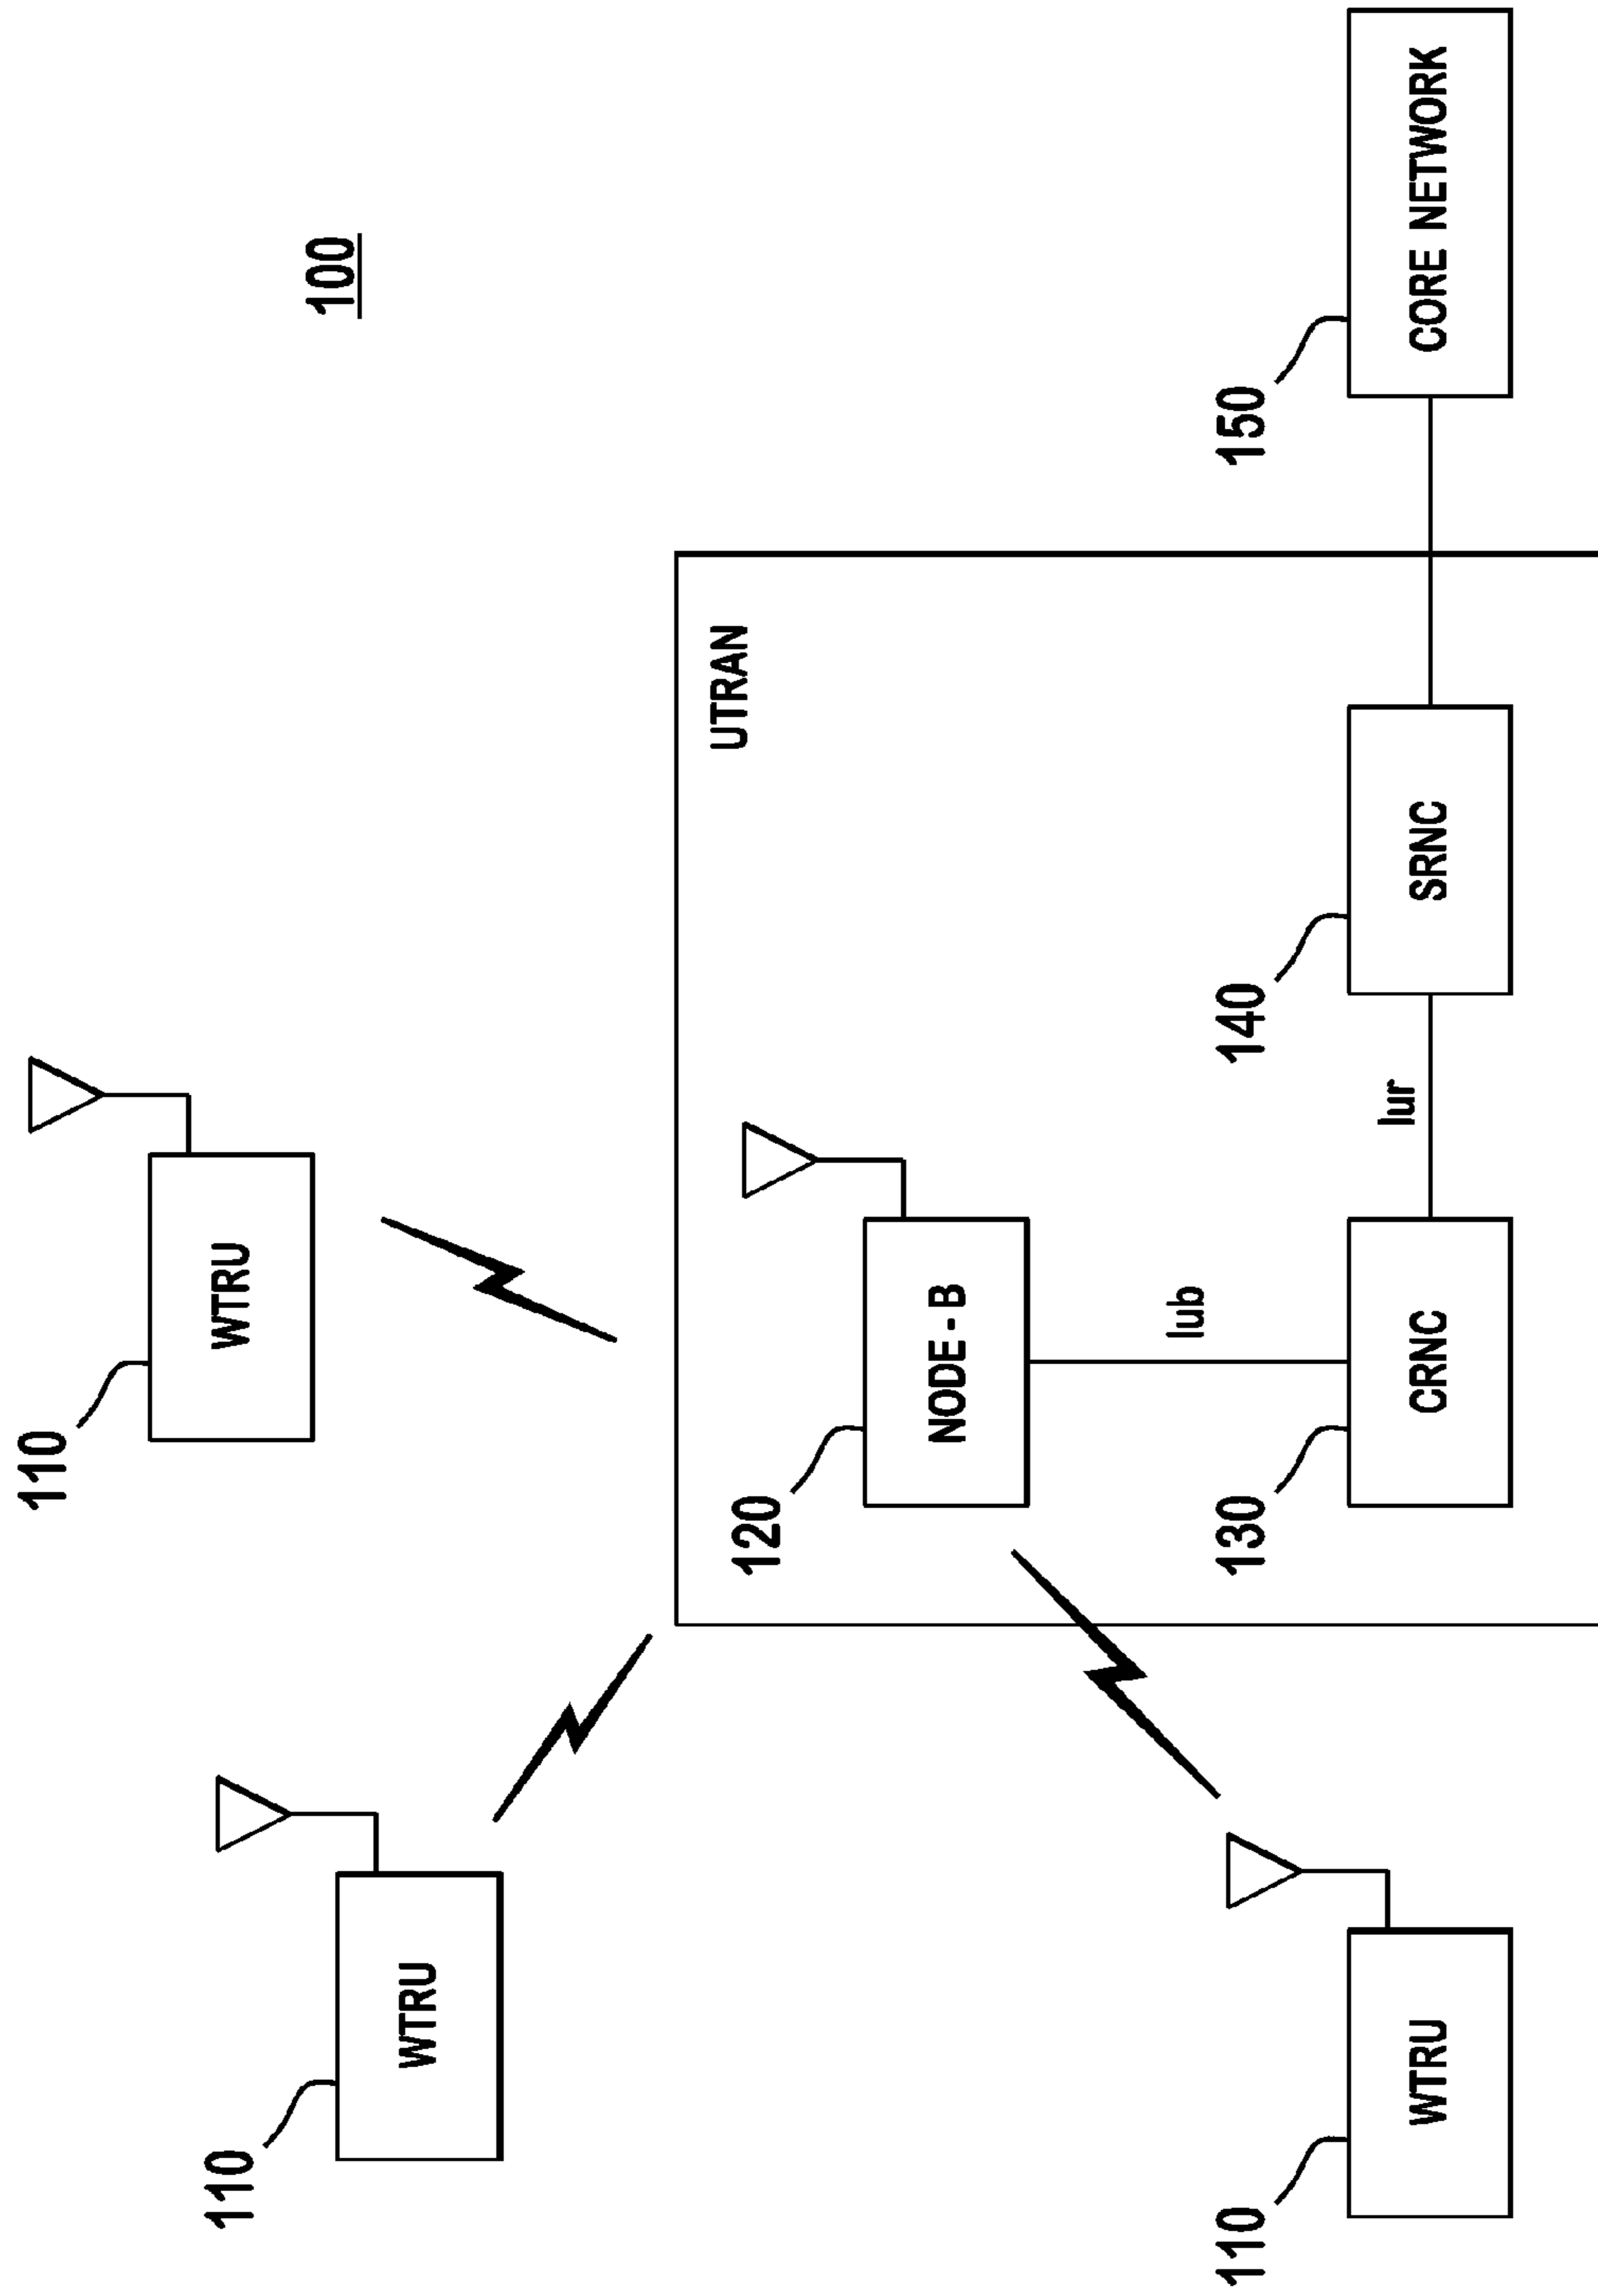 110
110
WTRU
100
WTRU
UTRAN
120
NODE - B
Iub
110
130
140
150
Iur
WTRU
CRNC
SRNC
CORE NETWORK